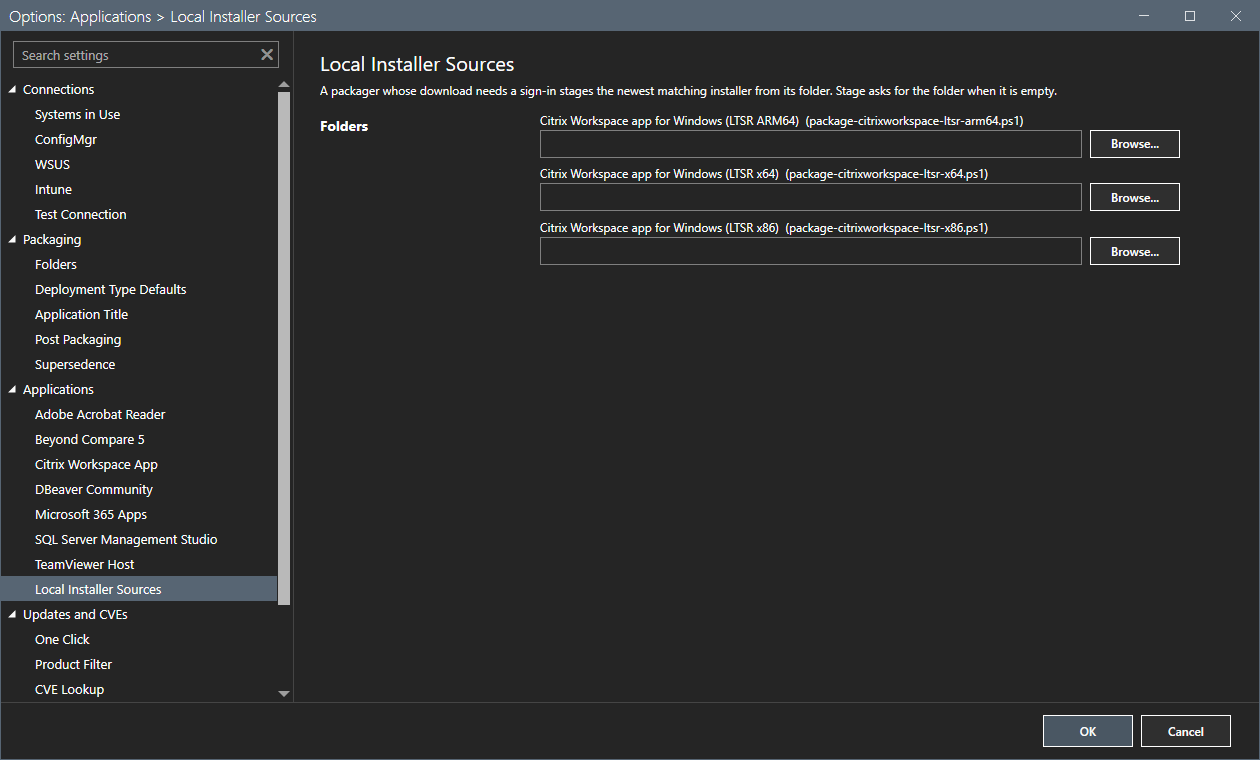 Options: Applications > Local Installer Sources
Search settings
Connections
Systems in Use
ConfigMgr
WSUS
Intune
Test Connection
Packaging
Folders
Deployment Type Defaults
Application Title
Post Packaging
Supersedence
Applications
Adobe Acrobat Reader
Beyond Compare 5
Citrix Workspace App
DBeaver Community
Microsoft 365 Apps
SQL Server Management Studio
TeamViewer Host
Local Installer Sources
Updates and CVEs
One Click
Product Filter
CVE Lookup
Local Installer Sources
A packager whose download needs a sign-in stages the newest matching installer from its folder. Stage asks for the folder when it is empty.
Folders
Citrix Workspace app for Windows (LTSR ARM64)  (package-citrixworkspace-ltsr-arm64.ps1)
Browse...
Citrix Workspace app for Windows (LTSR x64)  (package-citrixworkspace-ltsr-x64.ps1)
Browse...
Citrix Workspace app for Windows (LTSR x86)  (package-citrixworkspace-ltsr-x86.ps1)
Browse...
OK
Cancel